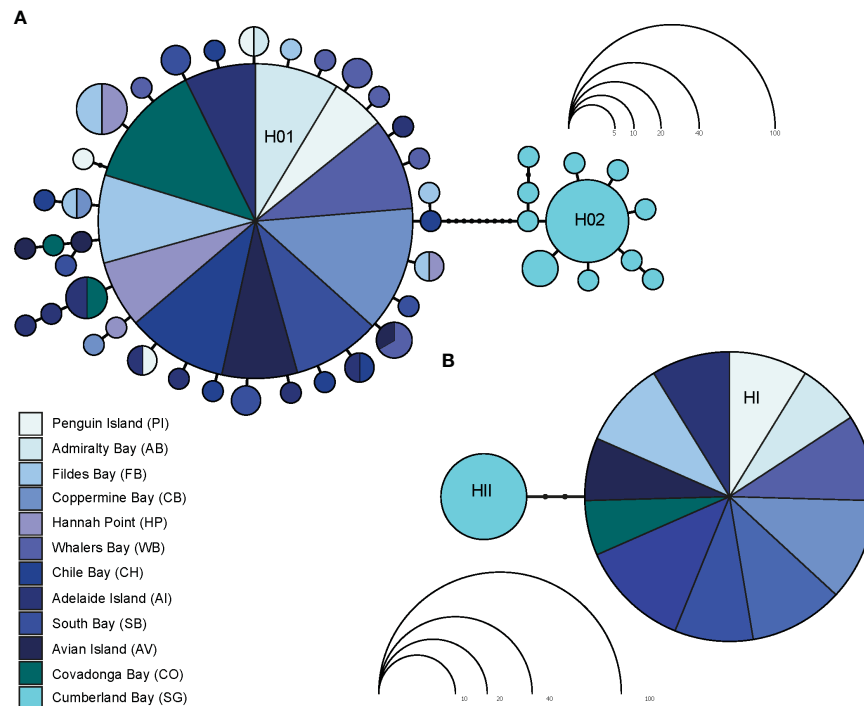 A
H01
5 10 20 40 100
H02
B
HI
HII
Penguin Island (PI)
Admiralty Bay (AB)
Fildes Bay (FB)
Coppermine Bay (CB)
Hannah Point (HP)
Whalers Bay (WB)
Chile Bay (CH)
Adelaide Island (AI)
South Bay (SB)
Avian Island (AV)
Covadonga Bay (CO)
Cumberland Bay (SG)
10 20 40 100